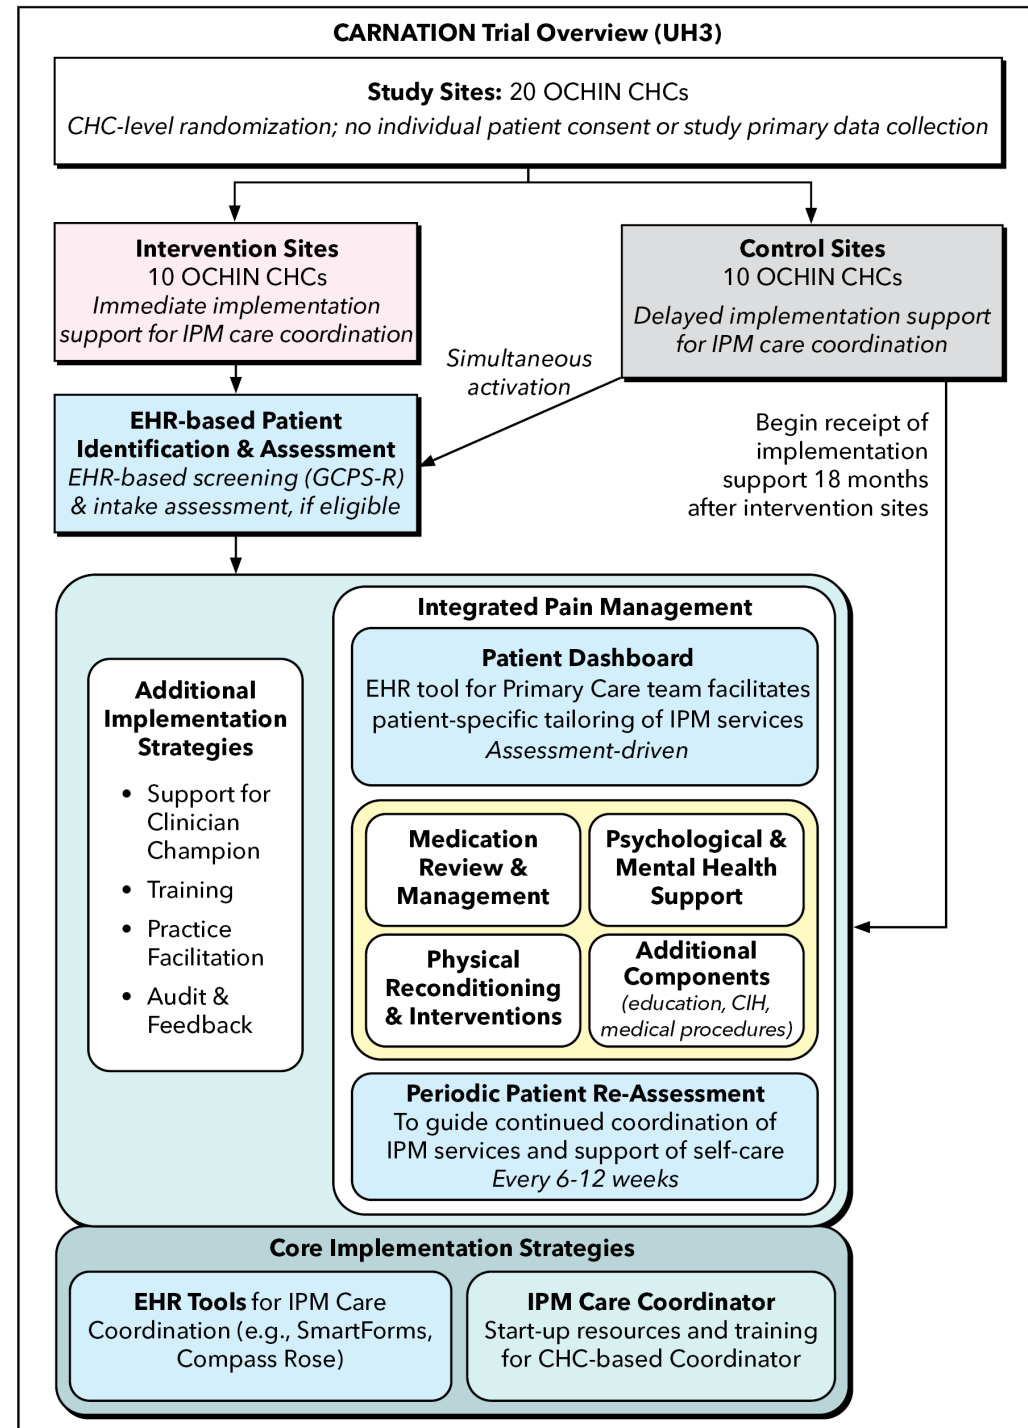 CARNATION Trial Overview (UH3)
Study Sites: 20 OCHIN CHCs
CHC-level randomization; no individual patient consent or study primary data collection
Intervention Sites
10 OCHIN CHCs
Immediate implementation
support for IPM care coordination
Control Sites
10 OCHIN CHCs
Delayed implementation support
for IPM care coordination
Simultaneous
activation
EHR-based Patient
Identification & Assessment
EHR-based screening (GCPS-R)
& intake assessment, if eligible
Begin receipt of
implementation
support 18 months
after intervention sites
Additional
Implementation
Strategies
• Support for
Clinician
Champion
• Training
• Practice
Facilitation
• Audit &
Feedback
Integrated Pain Management
Patient Dashboard
EHR tool for Primary Care team facilitates
patient-specific tailoring of IPM services
Assessment-driven
Medication
Review &
Management
Psychological &
Mental Health
Support
Physical
Reconditioning
& Interventions
Additional
Components
(education, CIH,
medical procedures)
Periodic Patient Re-Assessment
To guide continued coordination of
IPM services and support of self-care
Every 6-12 weeks
Core Implementation Strategies
EHR Tools for IPM Care
Coordination (e.g., SmartForms,
Compass Rose)
IPM Care Coordinator
Start-up resources and training
for CHC-based Coordinator